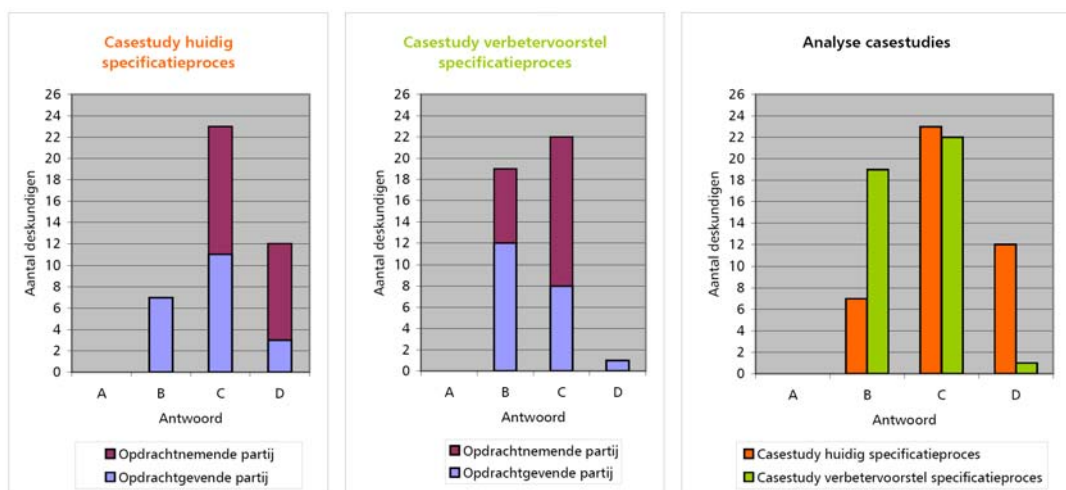 Casestudy huidig
specificatieproces
26
24
22
20
18
16
14
12
10
8
6
4
2
0
Aantal deskundigen
A B C D
Antwoord
Opdrachtnemende partij
Opdrachtgevende partij
Casestudy verbetervoorstel
specificatieproces
26
24
22
20
18
16
14
12
10
8
6
4
2
0
Aantal deskundigen
A B C D
Antwoord
Opdrachtnemende partij
Opdrachtgevende partij
Analyse casestudies
26
24
22
20
18
16
14
12
10
8
6
4
2
0
Aantal deskundigen
A B C D
Antwoord
Casestudy huidig specificatieproces
Casestudy verbetervoorstel specificatieproces